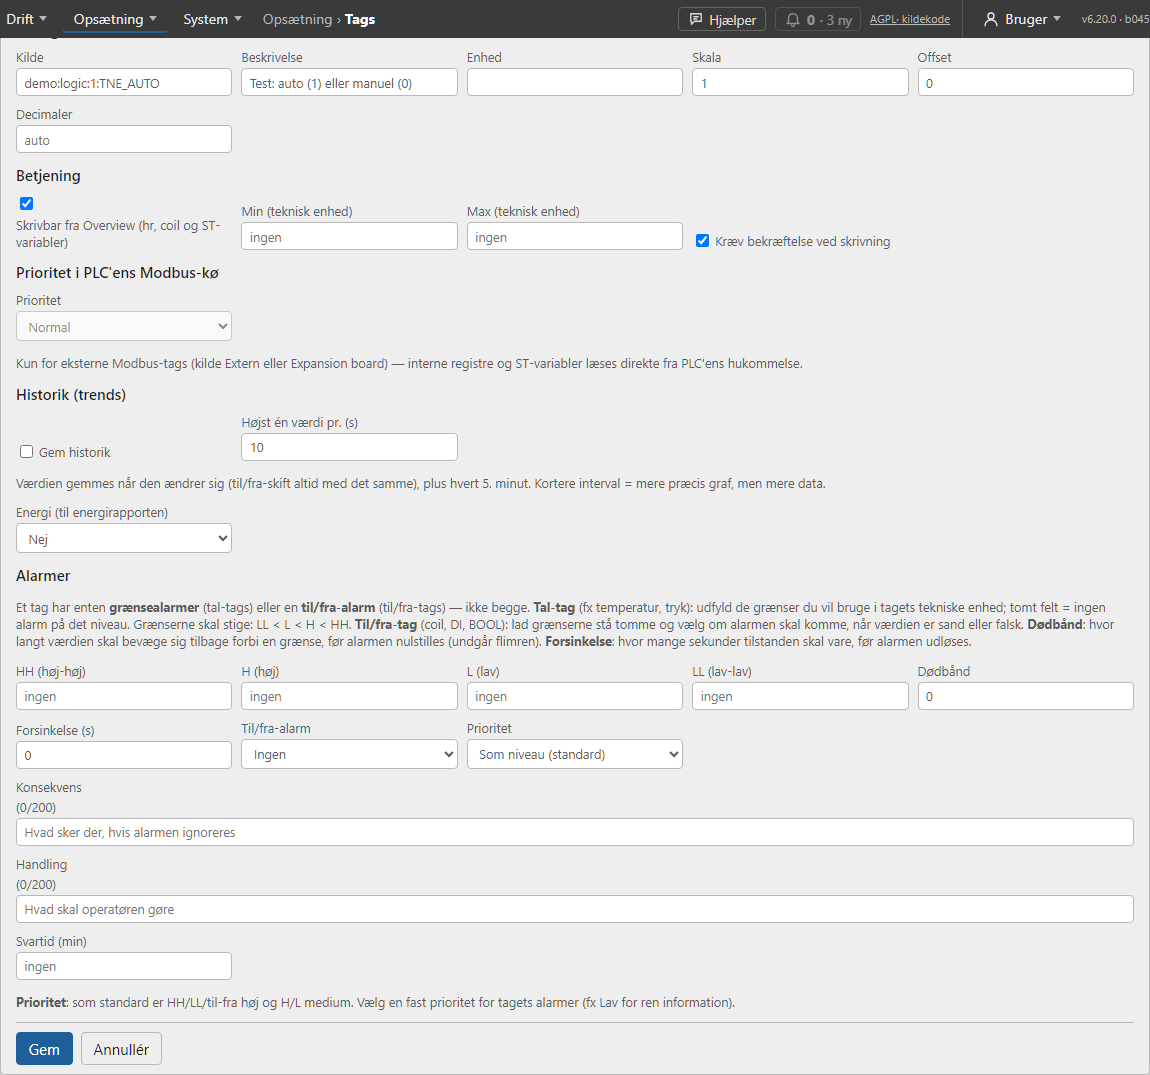 Drift Opsætning System Opsætning › Tags Hjælper 0 · 3 ny AGPL· kildekode Bruger v6.20.0 · b045
Kilde Beskrivelse Enhed Skala Offset
demo:logic:1:TNE_AUTO Test: auto (1) eller manuel (0) 1 0
Decimaler
auto
Betjening
Skrivbar fra Overview (hr, coil og ST-
variabler)
Min (teknisk enhed) Max (teknisk enhed)
ingen ingen Kræv bekræftelse ved skrivning
Prioritet i PLC'ens Modbus-kø
Prioritet
Normal
Kun for eksterne Modbus-tags (kilde Extern eller Expansion board) — interne registre og ST-variabler læses direkte fra PLC'ens hukommelse.
Historik (trends)
Højst én værdi pr. (s)
Gem historik 10
Værdien gemmes når den ændrer sig (til/fra-skift altid med det samme), plus hvert 5. minut. Kortere interval = mere præcis graf, men mere data.
Energi (til energirapporten)
Nej
Alarmer
Et tag har enten grænsealarmer (tal-tags) eller en til/fra-alarm (til/fra-tags) — ikke begge. Tal-tag (fx temperatur, tryk): udfyld de grænser du vil bruge i tagets tekniske enhed; tomt felt = ingen
alarm på det niveau. Grænserne skal stige: LL < L < H < HH. Til/fra-tag (coil, DI, BOOL): lad grænserne stå tomme og vælg om alarmen skal komme, når værdien er sand eller falsk. Dødbånd: hvor
langt værdien skal bevæge sig tilbage forbi en grænse, før alarmen nulstilles (undgår flimren). Forsinkelse: hvor mange sekunder tilstanden skal vare, før alarmen udløses.
HH (høj-høj) H (høj) L (lav) LL (lav-lav) Dødbånd
ingen ingen ingen ingen 0
Forsinkelse (s) Til/fra-alarm Prioritet
0 Ingen Som niveau (standard)
Konsekvens
(0/200)
Hvad sker der, hvis alarmen ignoreres
Handling
(0/200)
Hvad skal operatøren gøre
Svartid (min)
ingen
Prioritet: som standard er HH/LL/til-fra høj og H/L medium. Vælg en fast prioritet for tagets alarmer (fx Lav for ren information).
Gem Annullér